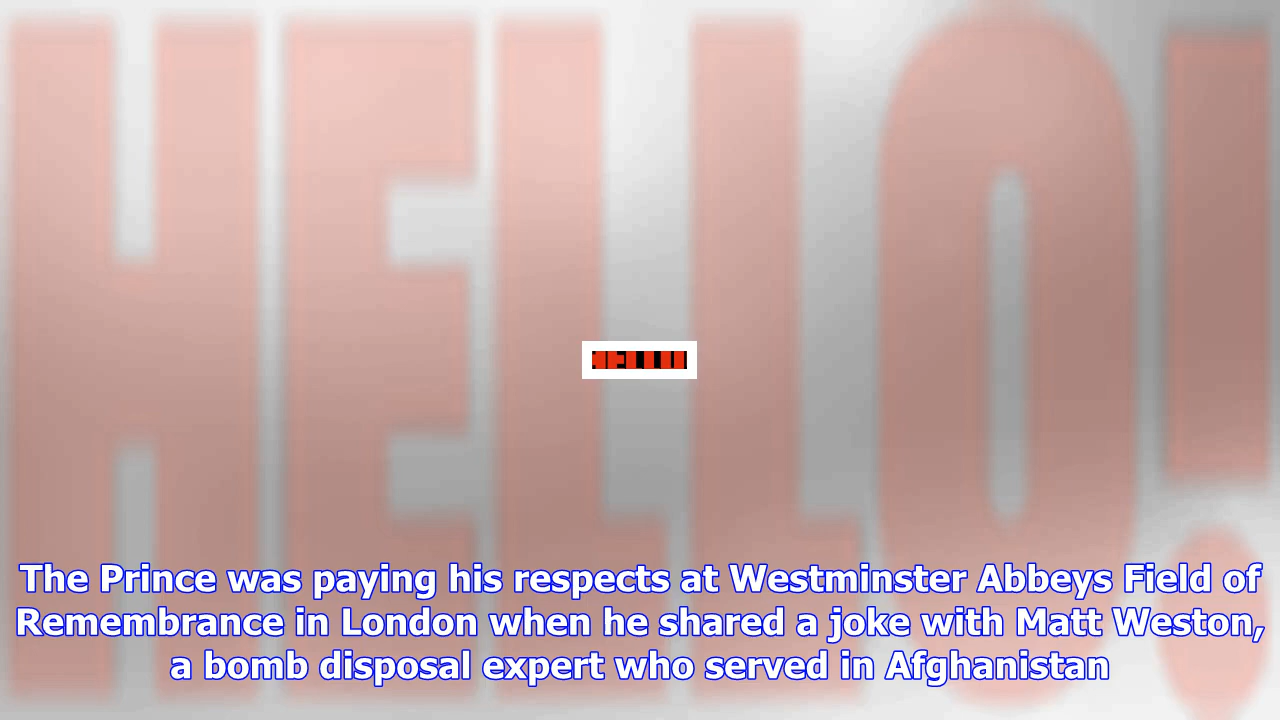 HELLO!
The Prince was paying his respects at Westminster Abbeys Field of
Remembrance in London when he shared a joke with Matt Weston,
a bomb disposal expert who served in Afghanistan